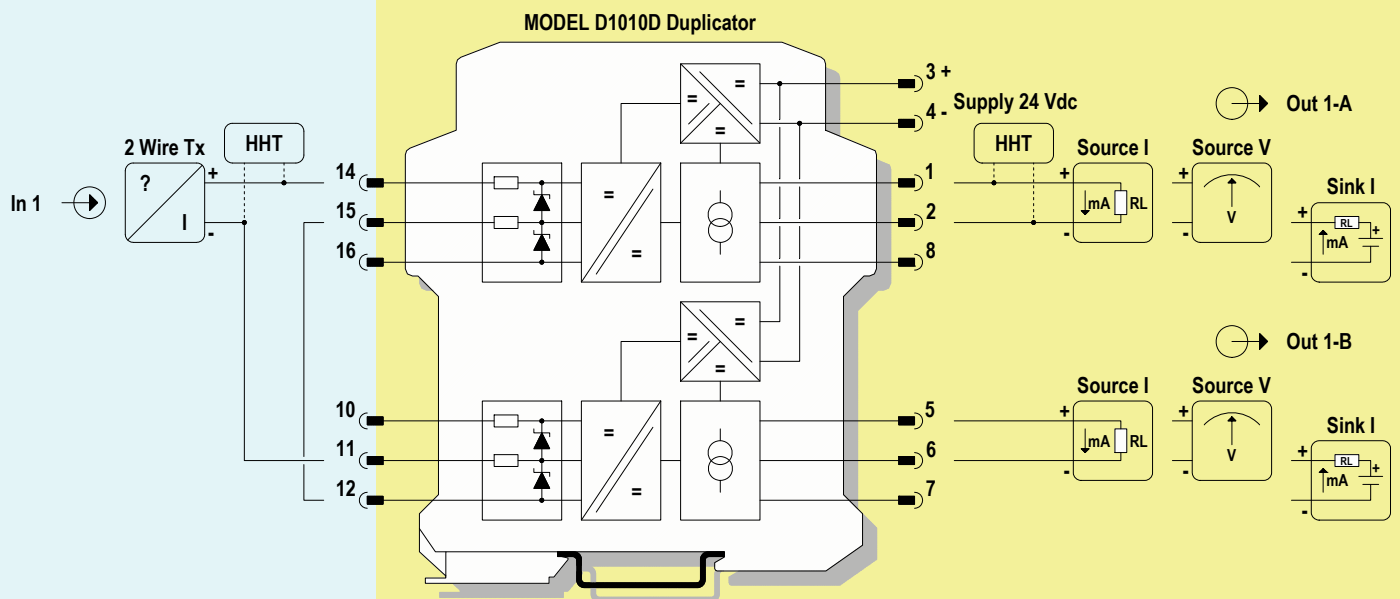 MODEL D1010D Duplicator
3 +
Supply 24 Vdc
4 -
Out 1-A
2 Wire Tx
HHT
HHT
Source I
Source V
Sink I
In 1
?
I
+
-
14
15
16
=
=
=
=
=
1
2
8
+
-
mA
RL
+
-
V
+
-
RL
+
mA
Out 1-B
=
=
=
Source I
Source V
Sink I
10
11
12
=
=
5
6
7
+
-
mA
RL
+
-
V
+
-
RL
+
mA